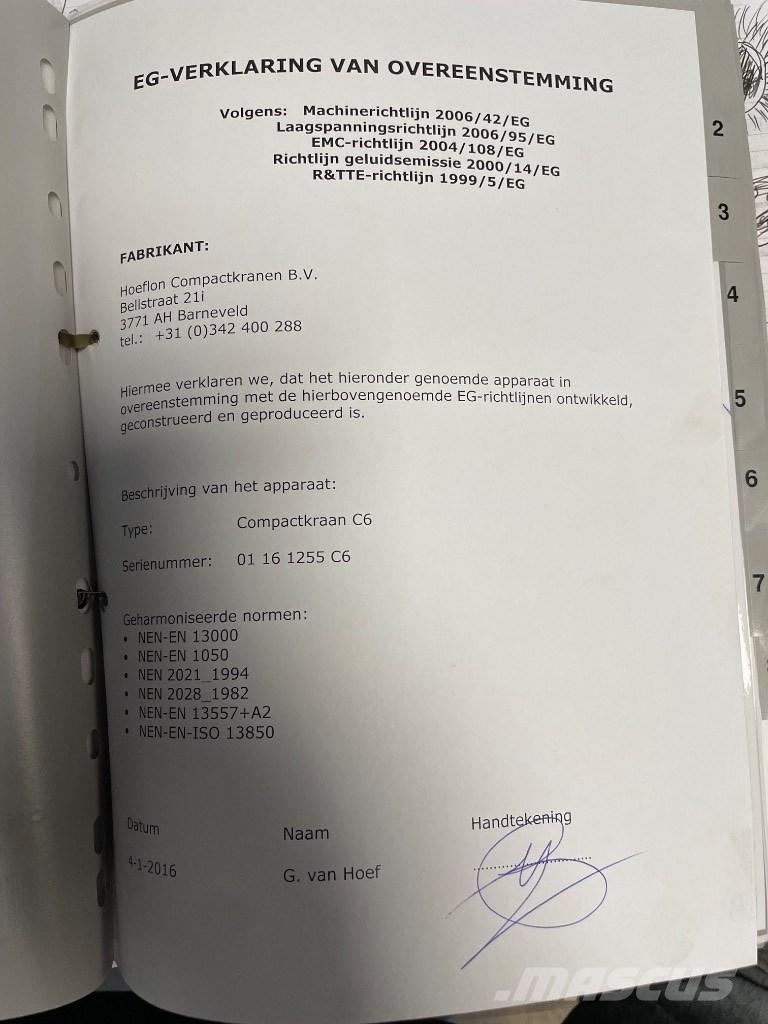 EG-VERKLARING VAN OVEREENSTEMMING
Volgens: Machinerichtlijn 2006/42/EG
Laagspanningsrichtlijn 2006/95/EG
EMC-richtlijn 2004/108/EG
Richtlijn geluidsemissie 2000/14/EG
R&TTE-richtlijn 1999/5/EG
FABRIKANT:
Hoeflon Compactkranen B.V.
Bellstraat 21i
3771 AH Barneveld
tel.: +31 (0)342 400 288
Hiermee verklaren we, dat het hieronder genoemde apparaat in
overeenstemming met de hierbovengenoemde EG-richtlijnen ontwikkeld,
geconstrueerd en geproduceerd is.
Beschrijving van het apparaat:
Type: Compactkraan C6
Serienummer: 01 16 1255 C6
Geharmoniseerde normen:
• NEN-EN 13000
• NEN-EN 1050
• NEN 2021_1994
• NEN 2028_1982
• NEN-EN 13557+A2
• NEN-EN-ISO 13850
Datum Naam Handtekening
4-1-2016 G. van Hoef
2
3
4
5
6
7
.mascus